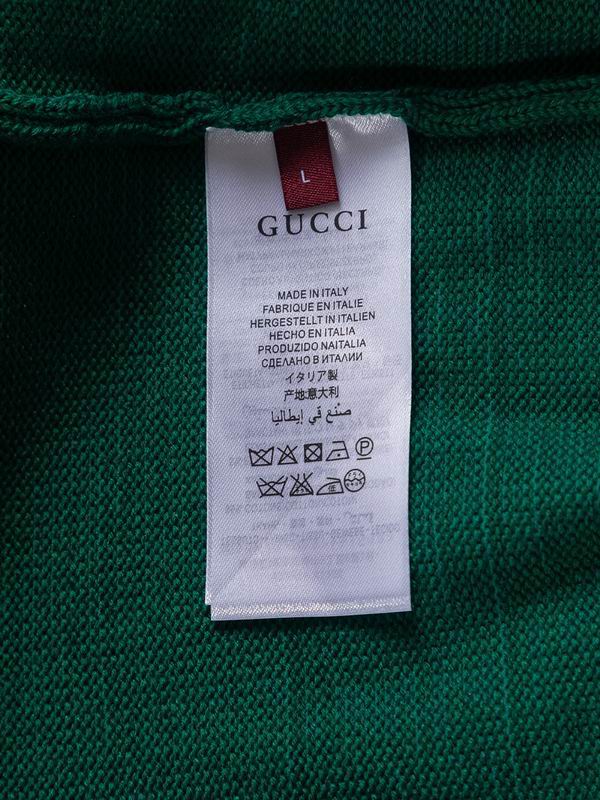 L
GUCCI
MADE IN ITALY
FABRIQUE EN ITALIE
HERGESTELLT IN ITALIEN
HECHO EN ITALIA
PRODUZIDO NAITALIA
СДЕЛАНО В ИТАЛИИ
イタリア製
产地:意大利
صنع في إيطاليا
P